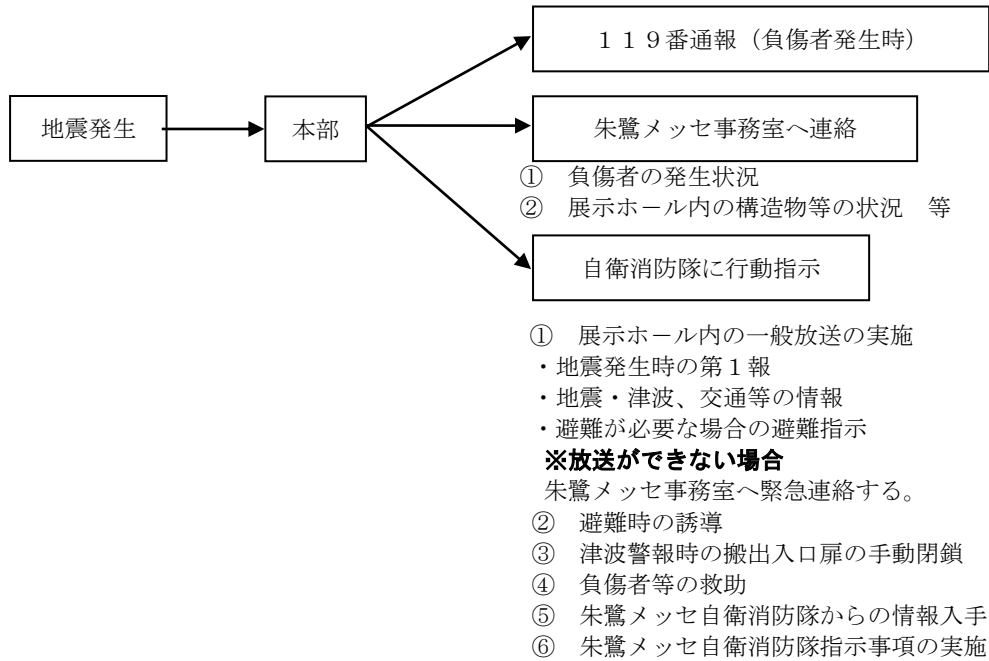 １１９番通報（負傷者発生時）
地震発生
本部
朱鷺メッセ事務室へ連絡
①　負傷者の発生状況
②　展示ホール内の構造物等の状況　等
自衛消防隊に行動指示
①　展示ホール内の一般放送の実施
・地震発生時の第１報
・地震・津波、交通等の情報
・避難が必要な場合の避難指示
※放送ができない場合
朱鷺メッセ事務室へ緊急連絡する。
②　避難時の誘導
③　津波警報時の搬出入口扉の手動閉鎖
④　負傷者等の救助
⑤　朱鷺メッセ自衛消防隊からの情報入手
⑥　朱鷺メッセ自衛消防隊指示事項の実施